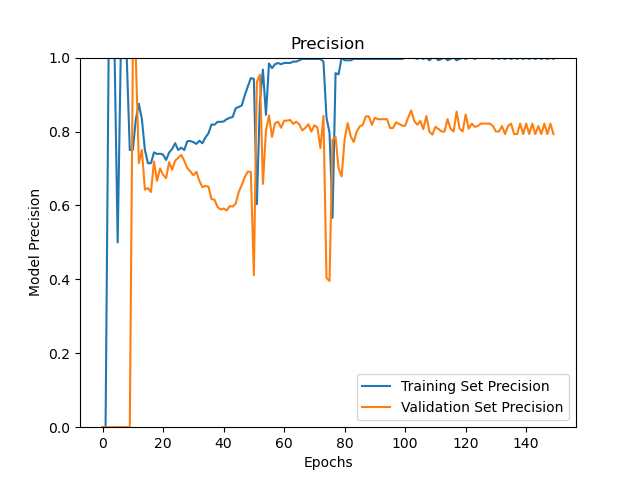 Precision
1.0
0.8
0.6
0.4
0.2
0.0
Model Precision
0 20 40 60 80 100 120 140
Epochs
Training Set Precision
Validation Set Precision